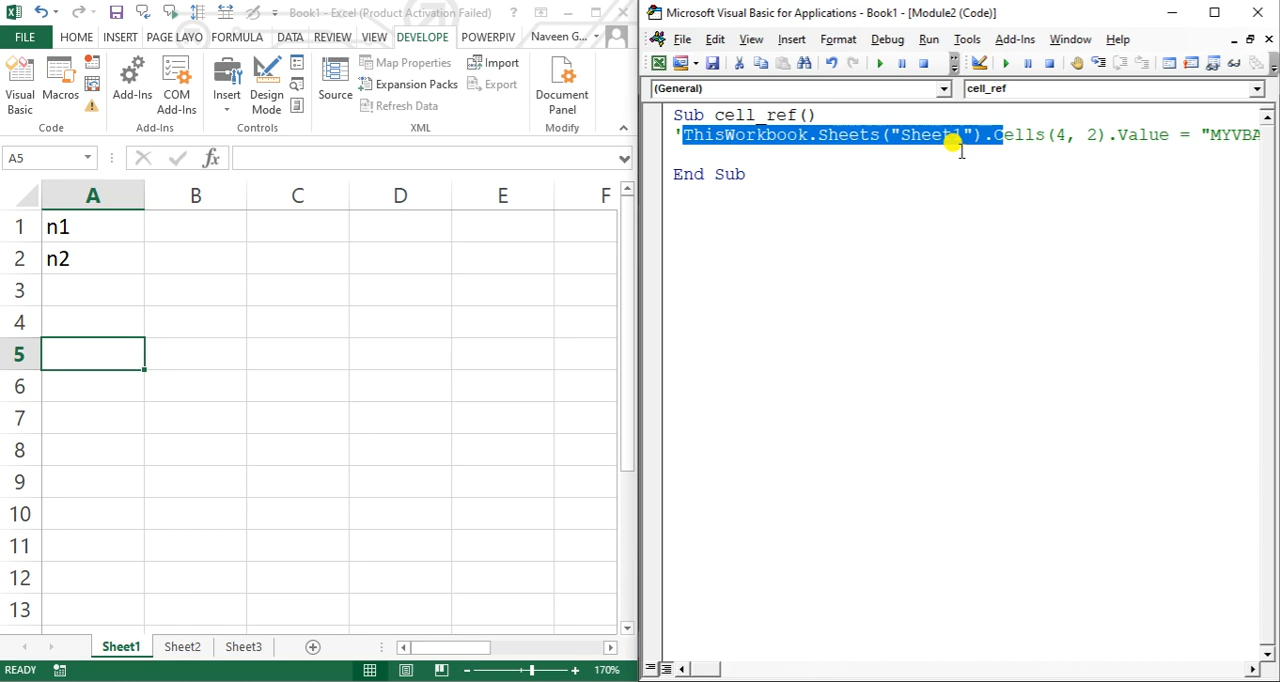 Book1 - Excel (Product Activation Failed)
FILE HOME INSERT PAGE LAYO FORMULA DATA REVIEW VIEW DEVELOPE POWERPIV Naveen G...
Visual Basic
Macros
Add-Ins
COM Add-Ins
Insert
Design Mode
Source
Map Properties
Expansion Packs
Refresh Data
Import
Export
Document Panel
Code Add-Ins Controls XML Modify
A5
fx
A B C D E F
1 n1
2 n2
3
4
5
6
7
8
9
10
11
12
13
Sheet1 Sheet2 Sheet3
READY 170%
Microsoft Visual Basic for Applications - Book1 - [Module2 (Code)]
File Edit View Insert Format Debug Run Tools Add-Ins Window Help
(General) cell_ref
Sub cell_ref()
'ThisWorkbook.Sheets("Sheet1").Cells(4, 2).Value = "MYVBA
End Sub